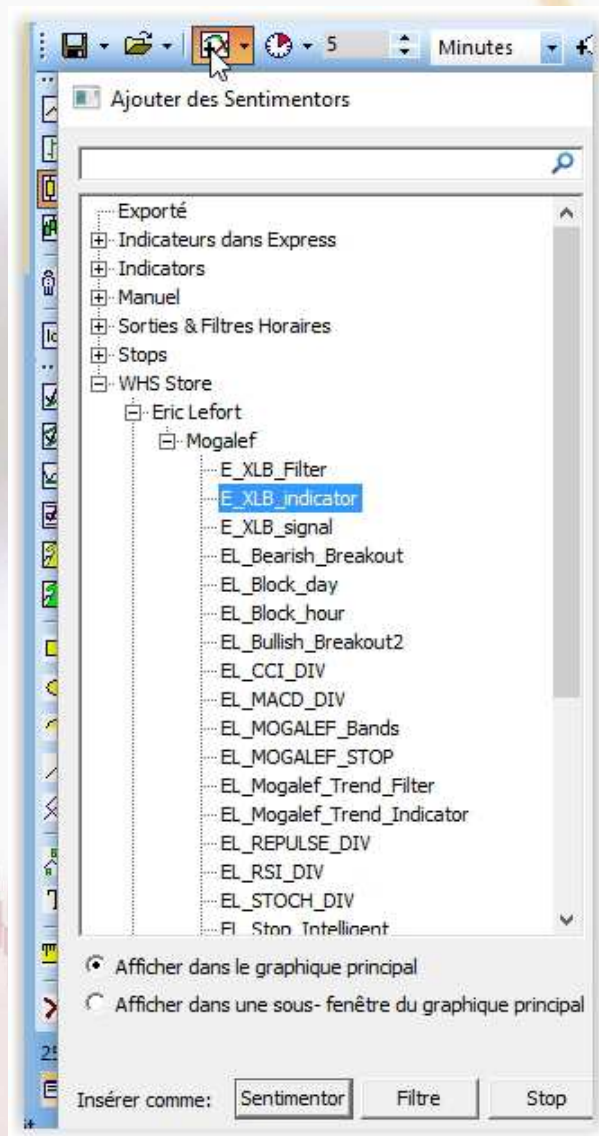 5 Minutes
Ajouter des Sentimentors
Exporté
Indicateurs dans Express
Indicators
Manuel
Sorties & Filtres Horaires
Stops
WHS Store
Eric Lefort
Mogalef
E_XLB_Filter
E_XLB_indicator
E_XLB_signal
EL_Bearish_Breakout
EL_Block_day
EL_Block_hour
EL_Bullish_Breakout2
EL_CCI_DIV
EL_MACD_DIV
EL_MOGALEF_Bands
EL_MOGALEF_STOP
EL_Mogalef_Trend_Filter
EL_Mogalef_Trend_Indicator
EL_REPULSE_DIV
EL_RSI_DIV
EL_STOCH_DIV
EL_Stop_Intelligent
Afficher dans le graphique principal
Afficher dans une sous- fenêtre du graphique principal
Insérer comme: Sentimentor Filtre Stop